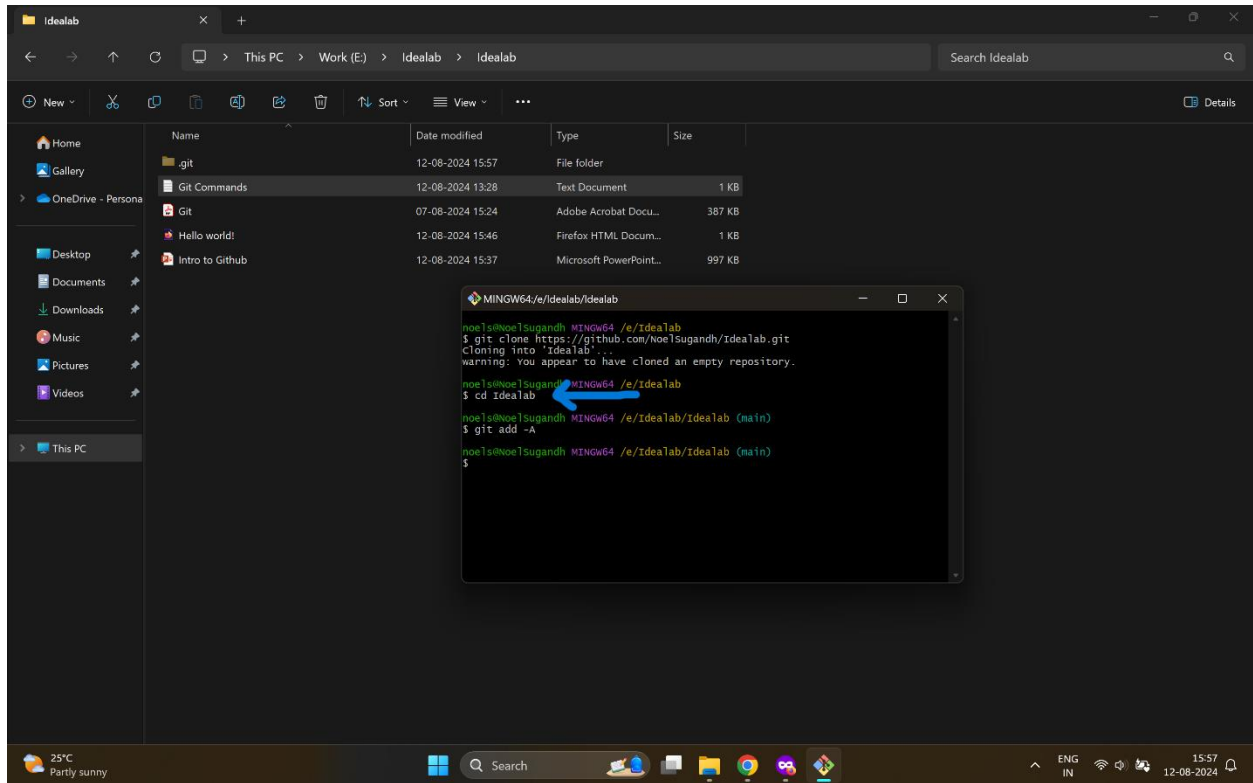 Idealab
This PC > Work (E:) > Idealab > Idealab
Search Idealab
New
Sort
View
Details
Name Date modified Type Size
.git 12-08-2024 15:57 File folder
Git Commands 12-08-2024 13:28 Text Document 1 KB
Git 07-08-2024 15:24 Adobe Acrobat Docu... 387 KB
Hello world! 12-08-2024 15:46 Firefox HTML Docum... 1 KB
Intro to Github 12-08-2024 15:37 Microsoft PowerPoint... 997 KB
Home
Gallery
OneDrive - Persona
Desktop
Documents
Downloads
Music
Pictures
Videos
This PC
MINGW64:/e/Idealab/Idealab
noels@NoelSugandh MINGW64 /e/Idealab
$ git clone https://github.com/NoelSugandh/Idealab.git
Cloning into 'Idealab'...
warning: You appear to have cloned an empty repository.
noels@NoelSugandh MINGW64 /e/Idealab
$ cd Idealab
noels@NoelSugandh MINGW64 /e/Idealab/Idealab (main)
$ git add -A
noels@NoelSugandh MINGW64 /e/Idealab/Idealab (main)
$
25°C
Partly sunny
Search
ENG
IN
15:57
12-08-2024